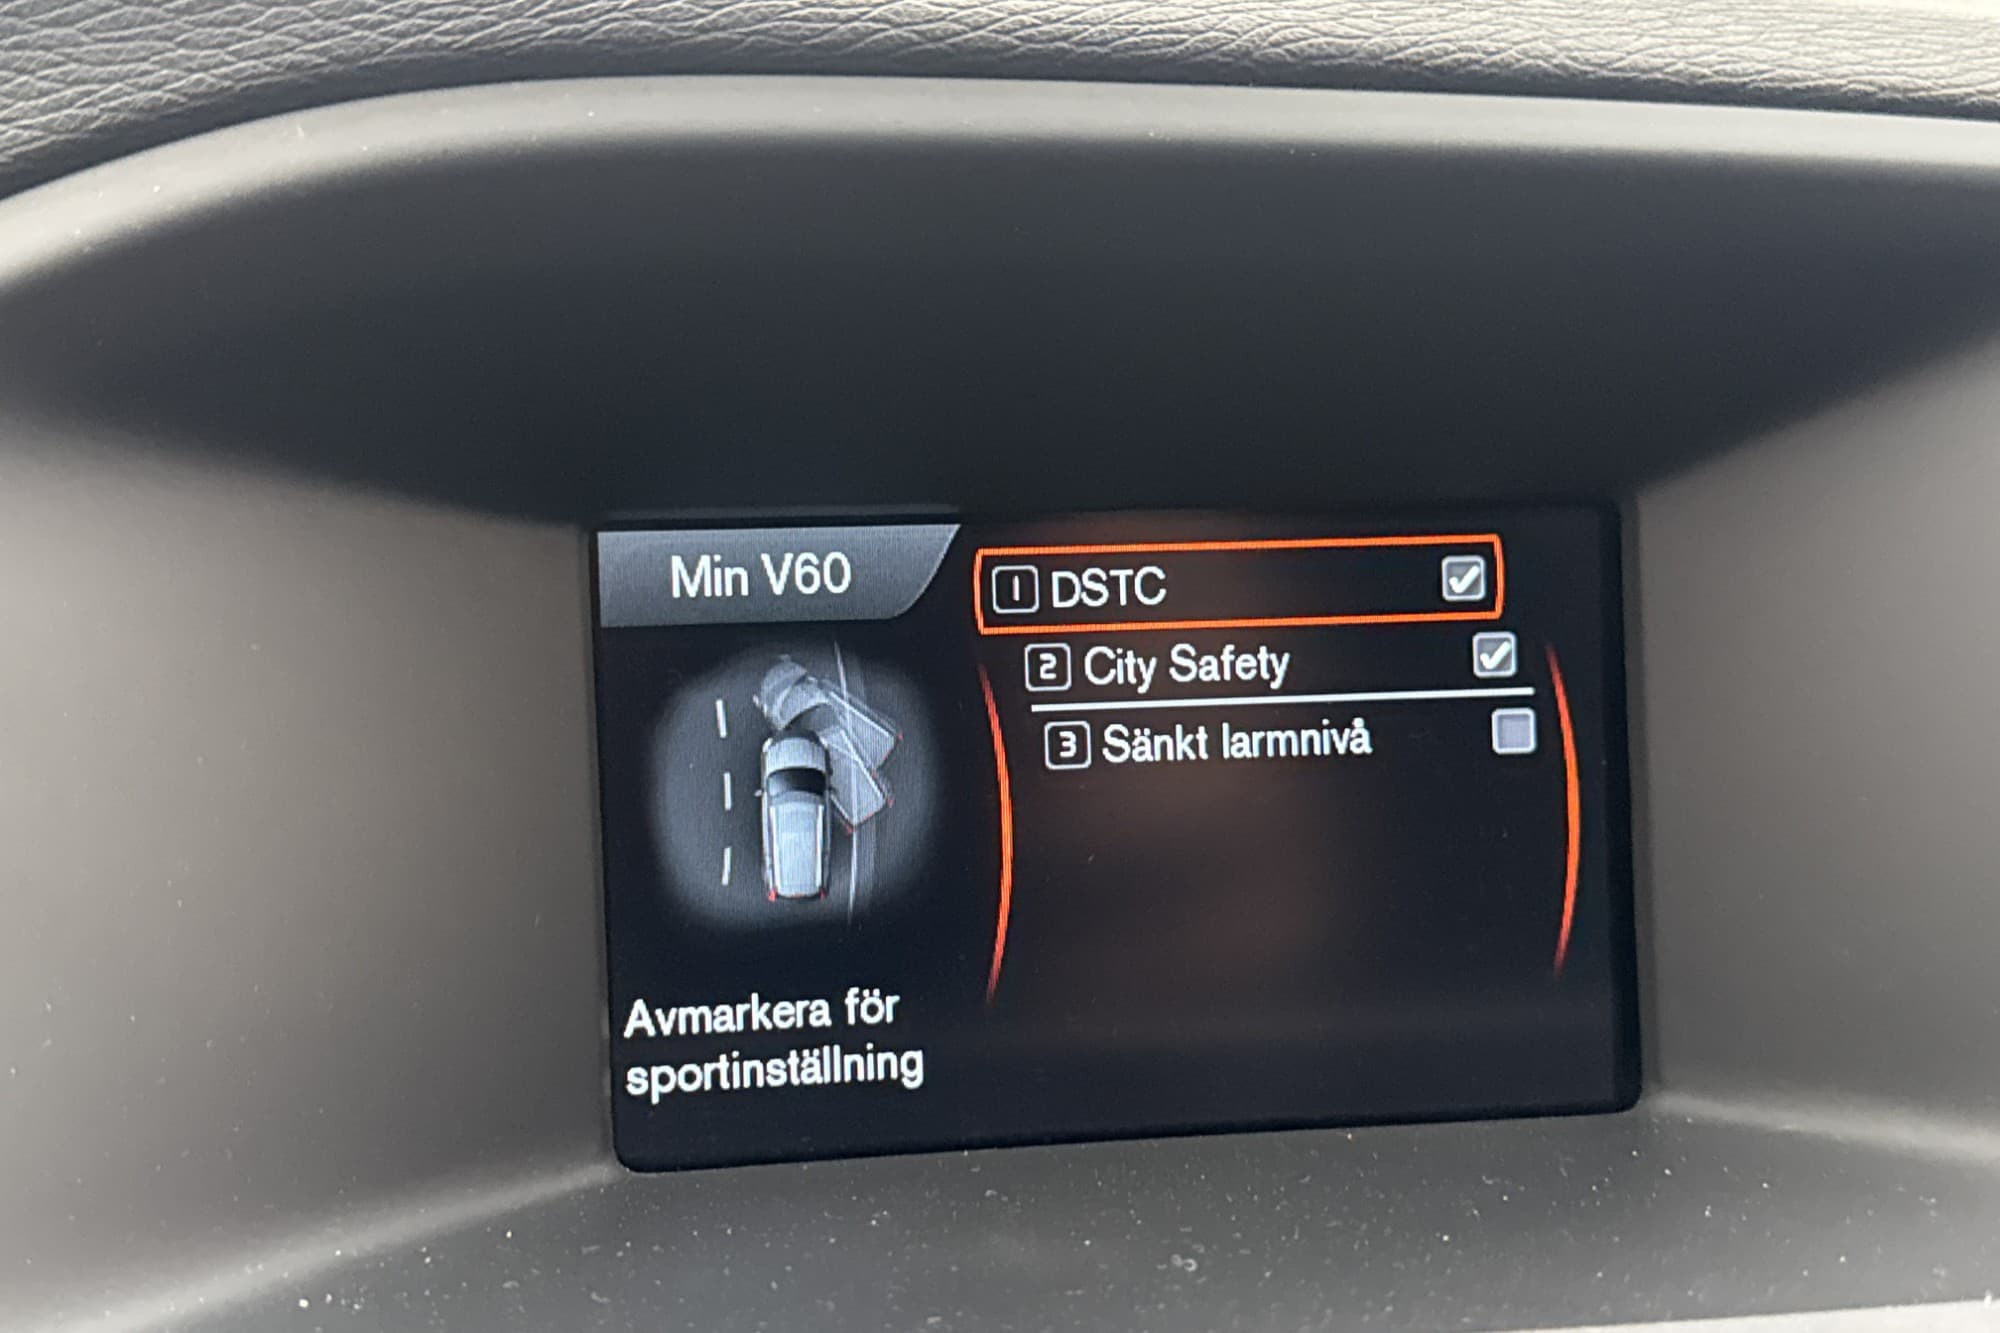 Min V60
1 DSTC
2 City Safety
3 Sänkt larmnivå
Avmarkera för
sportinställning